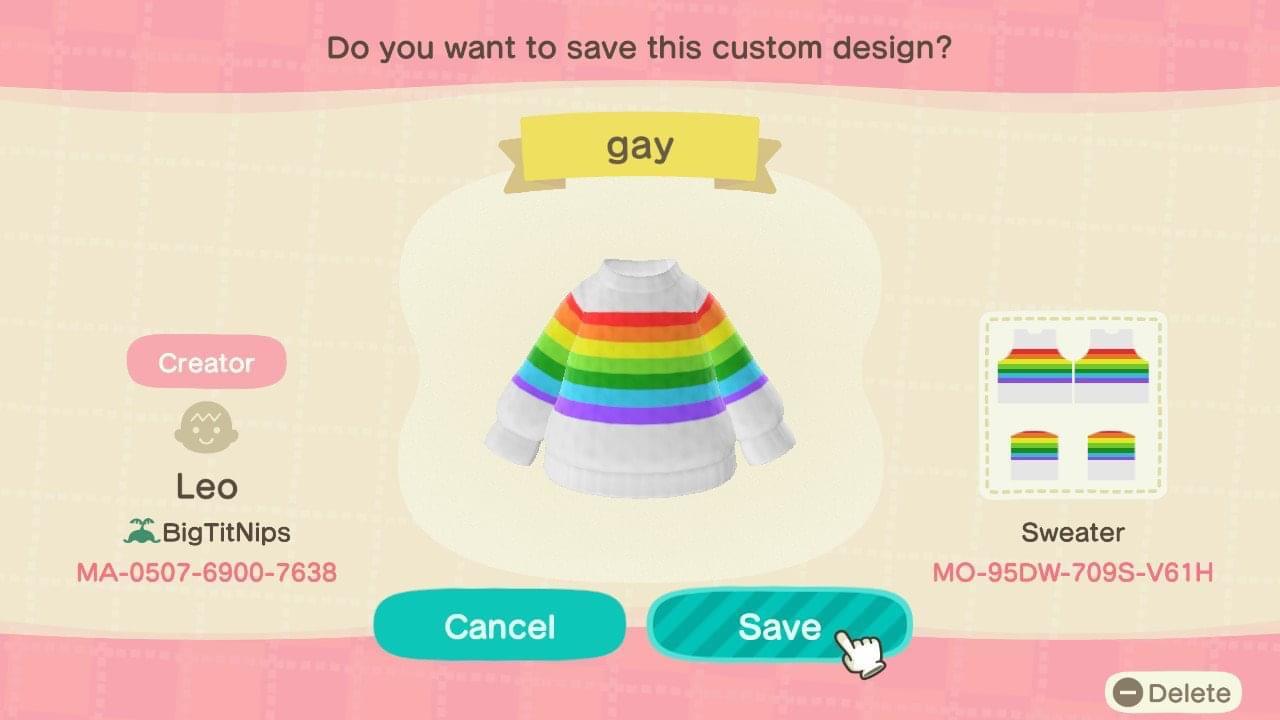 Do you want to save this custom design?
gay
Creator
Leo
BigTitNips
MA-0507-6900-7638
Sweater
MO-95DW-709S-V61H
Cancel
Save
Delete